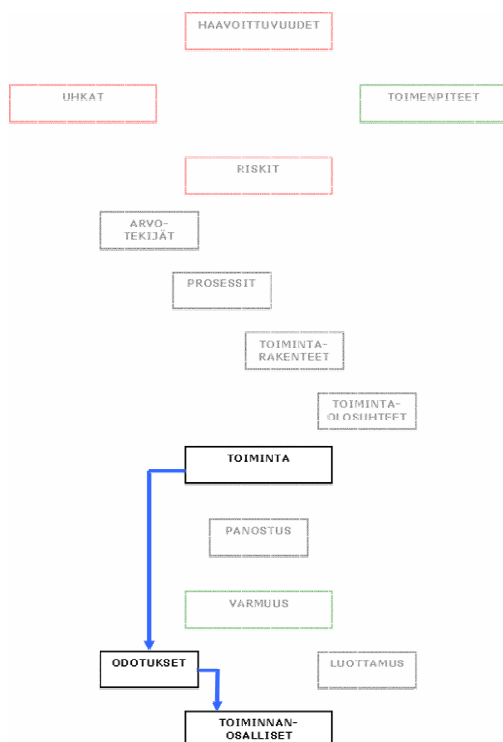 HAAVOITTUVUUDET
UHKAT
TOIMENPITEET
RISKIT
ARVO-
TEKIJÄT
PROSESSIT
TOIMINTA-
RAKENTEET
TOIMINTA-
OLOSUHTEET
TOIMINTA
PANOSTUS
VARMUUS
ODOTUKSET
LUOTTAMUS
TOIMINNAN-
OSALLISET